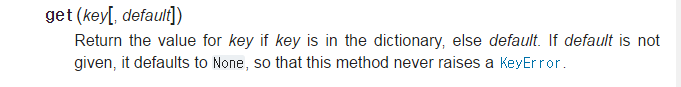 get(key[, default])
Return the value for key if key is in the dictionary, else default. If default is not
given, it defaults to None, so that this method never raises a KeyError.